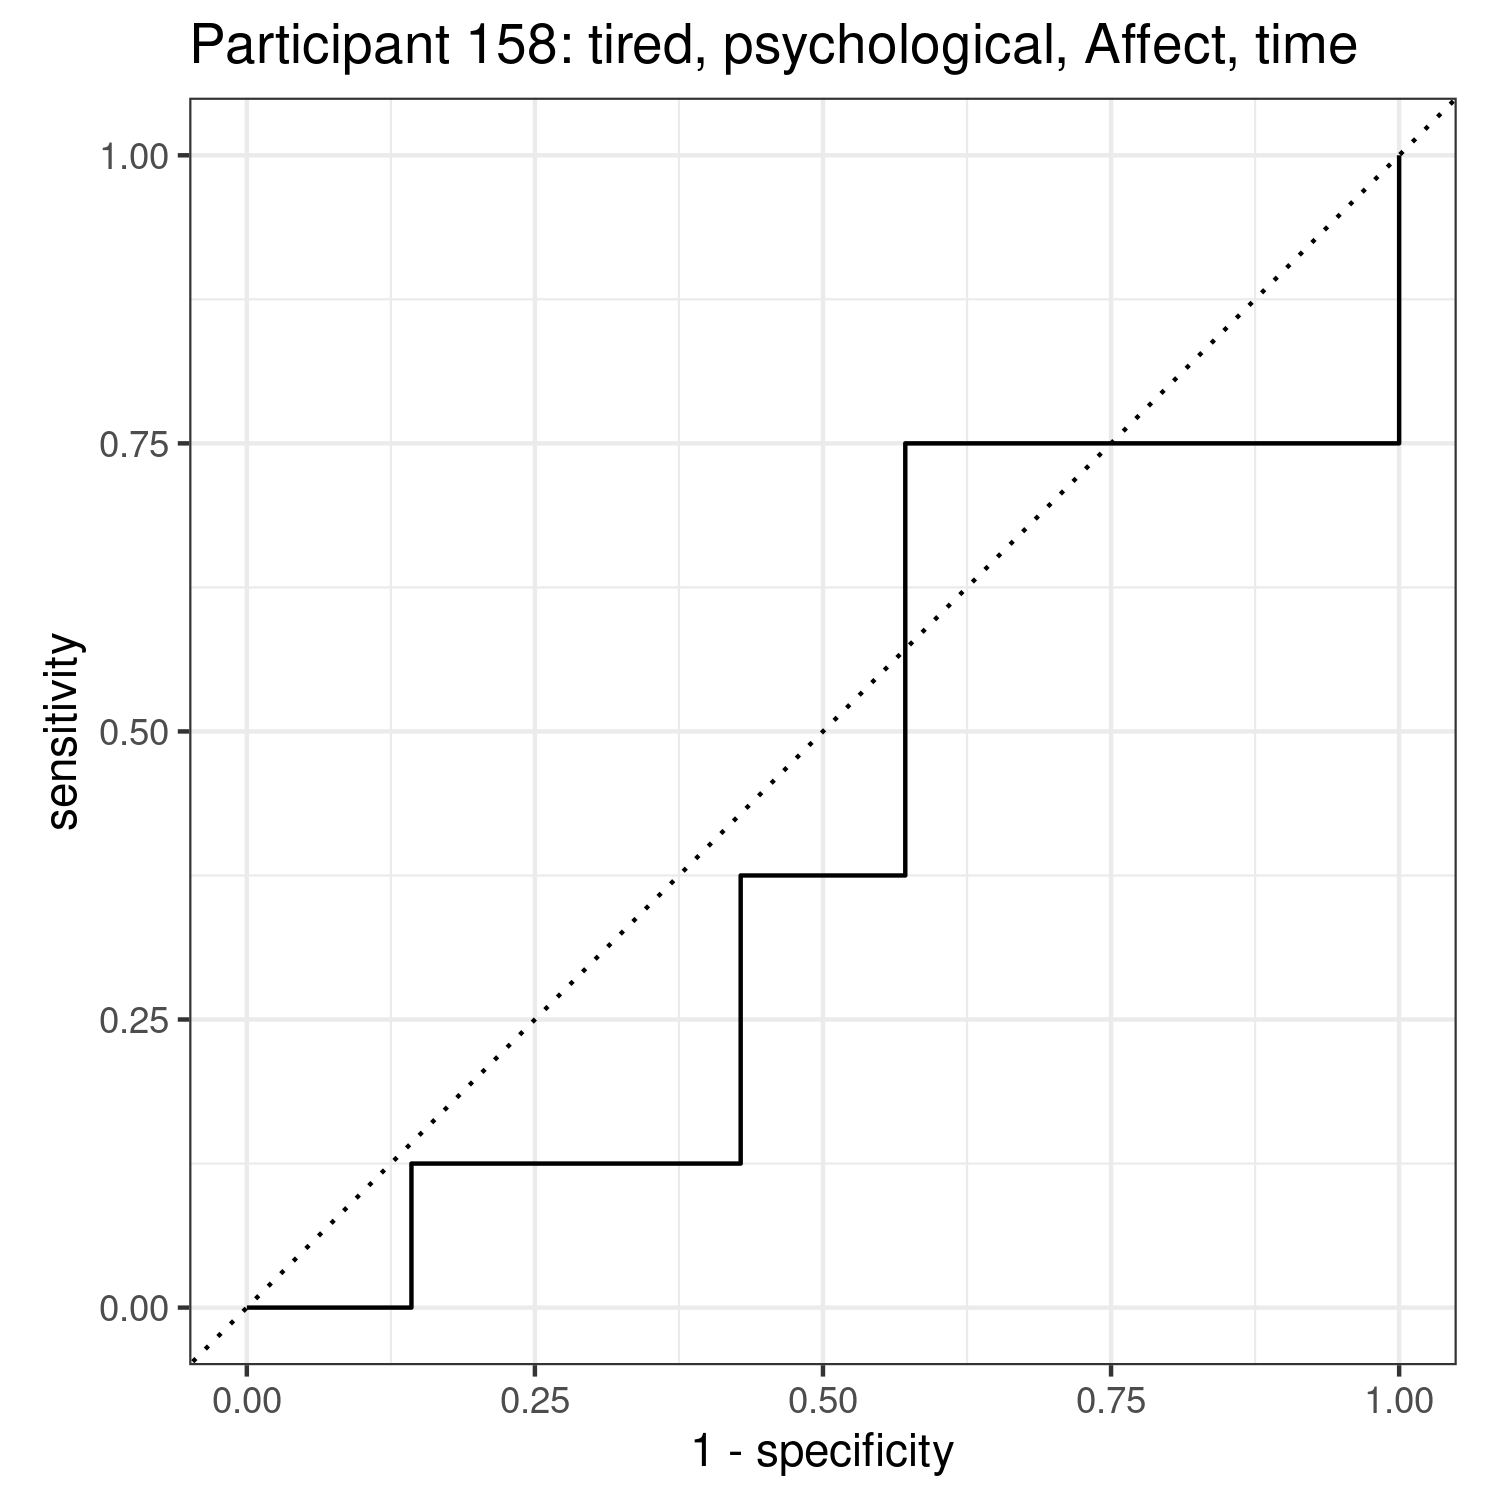 Participant 158: tired, psychological, Affect, time
1.00
0.75
0.50
0.25
0.00
sensitivity
0.00 0.25 0.50 0.75 1.00
1 - specificity